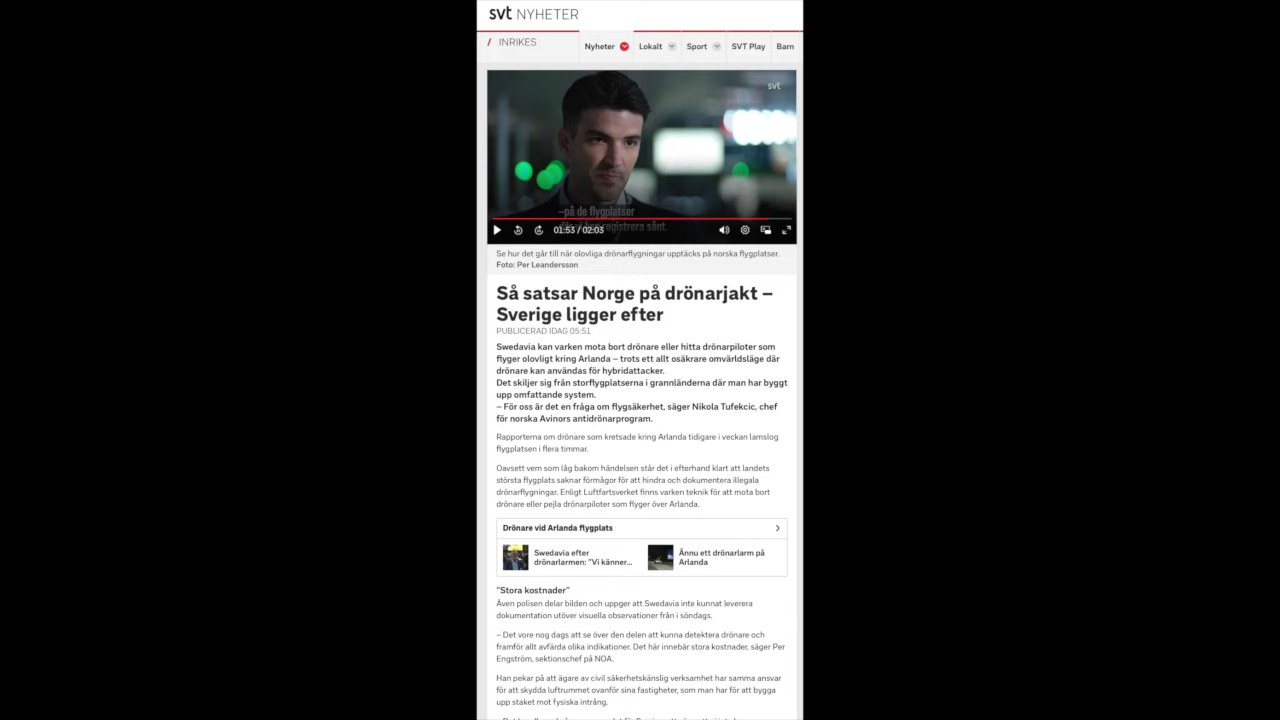 svt NYHETER
/ INRIKES
Nyheter
Lokalt
Sport
SVT Play
Barn
svt
–på de flygplatser
där vi registrera sånt.
01:53 / 02:03
Se hur det går till när olovliga drönarflygningar upptäcks på norska flygplatser.
Foto: Per Leandersson
Så satsar Norge på drönarjakt –
Sverige ligger efter
PUBLICERAD IDAG 05:51
Swedavia kan varken mota bort drönare eller hitta drönarpiloter som
flyger olovligt kring Arlanda – trots ett allt osäkrare omvärldsläge där
drönare kan användas för hybridattacker.
Det skiljer sig från storflygplatserna i grannländerna där man har byggt
upp omfattande system.
– För oss är det en fråga om flygsäkerhet, säger Nikola Tufekcic, chef
för norska Avinors antidrönarprogram.
Rapporterna om drönare som kretsade kring Arlanda tidigare i veckan lamslog
flygplatsen i flera timmar.
Oavsett vem som låg bakom händelsen står det i efterhand klart att landets
största flygplats saknar förmågor för att hindra och dokumentera illegala
drönarflygningar. Enligt Luftfartsverket finns varken teknik för att mota bort
drönare eller pejla drönarpiloter som flyger över Arlanda.
Drönare vid Arlanda flygplats
Swedavia efter
drönarlarmen: "Vi känner...
Ännu ett drönarlarm på
Arlanda
"Stora kostnader"
Även polisen delar bilden och uppger att Swedavia inte kunnat leverera
dokumentation utöver visuella observationer från i söndags.
– Det vore nog dags att se över den delen att kunna detektera drönare och
framför allt avfärda olika indikationer. Det här innebär stora kostnader, säger Per
Engström, sektionschef på NOA.
Han pekar på att ägare av civil säkerhetskänslig verksamhet har samma ansvar
för att skydda luftrummet ovanför sina fastigheter, som man har för att bygga
upp staket mot fysiska intrång.